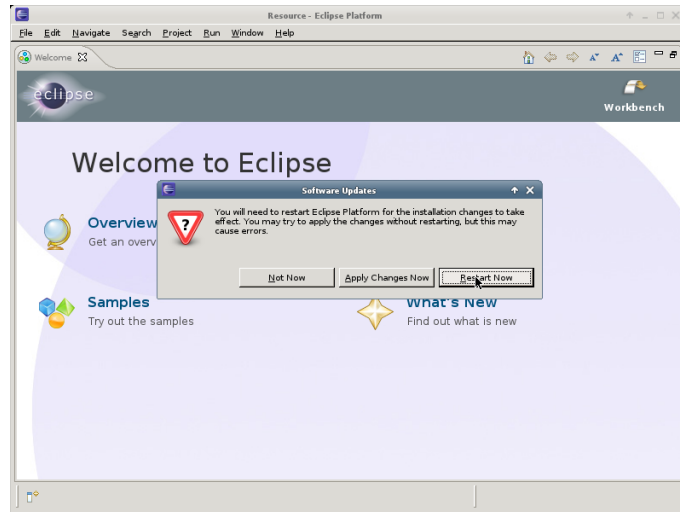 Resource - Eclipse Platform
File Edit Navigate Search Project Run Window Help
Welcome
eclipse
Workbench
Welcome to Eclipse
Software Updates
You will need to restart Eclipse Platform for the installation changes to take
effect. You may try to apply the changes without restarting, but this may
cause errors.
Not Now Apply Changes Now Restart Now
Overview
Get an overv
Samples
Try out the samples
What's New
Find out what is new